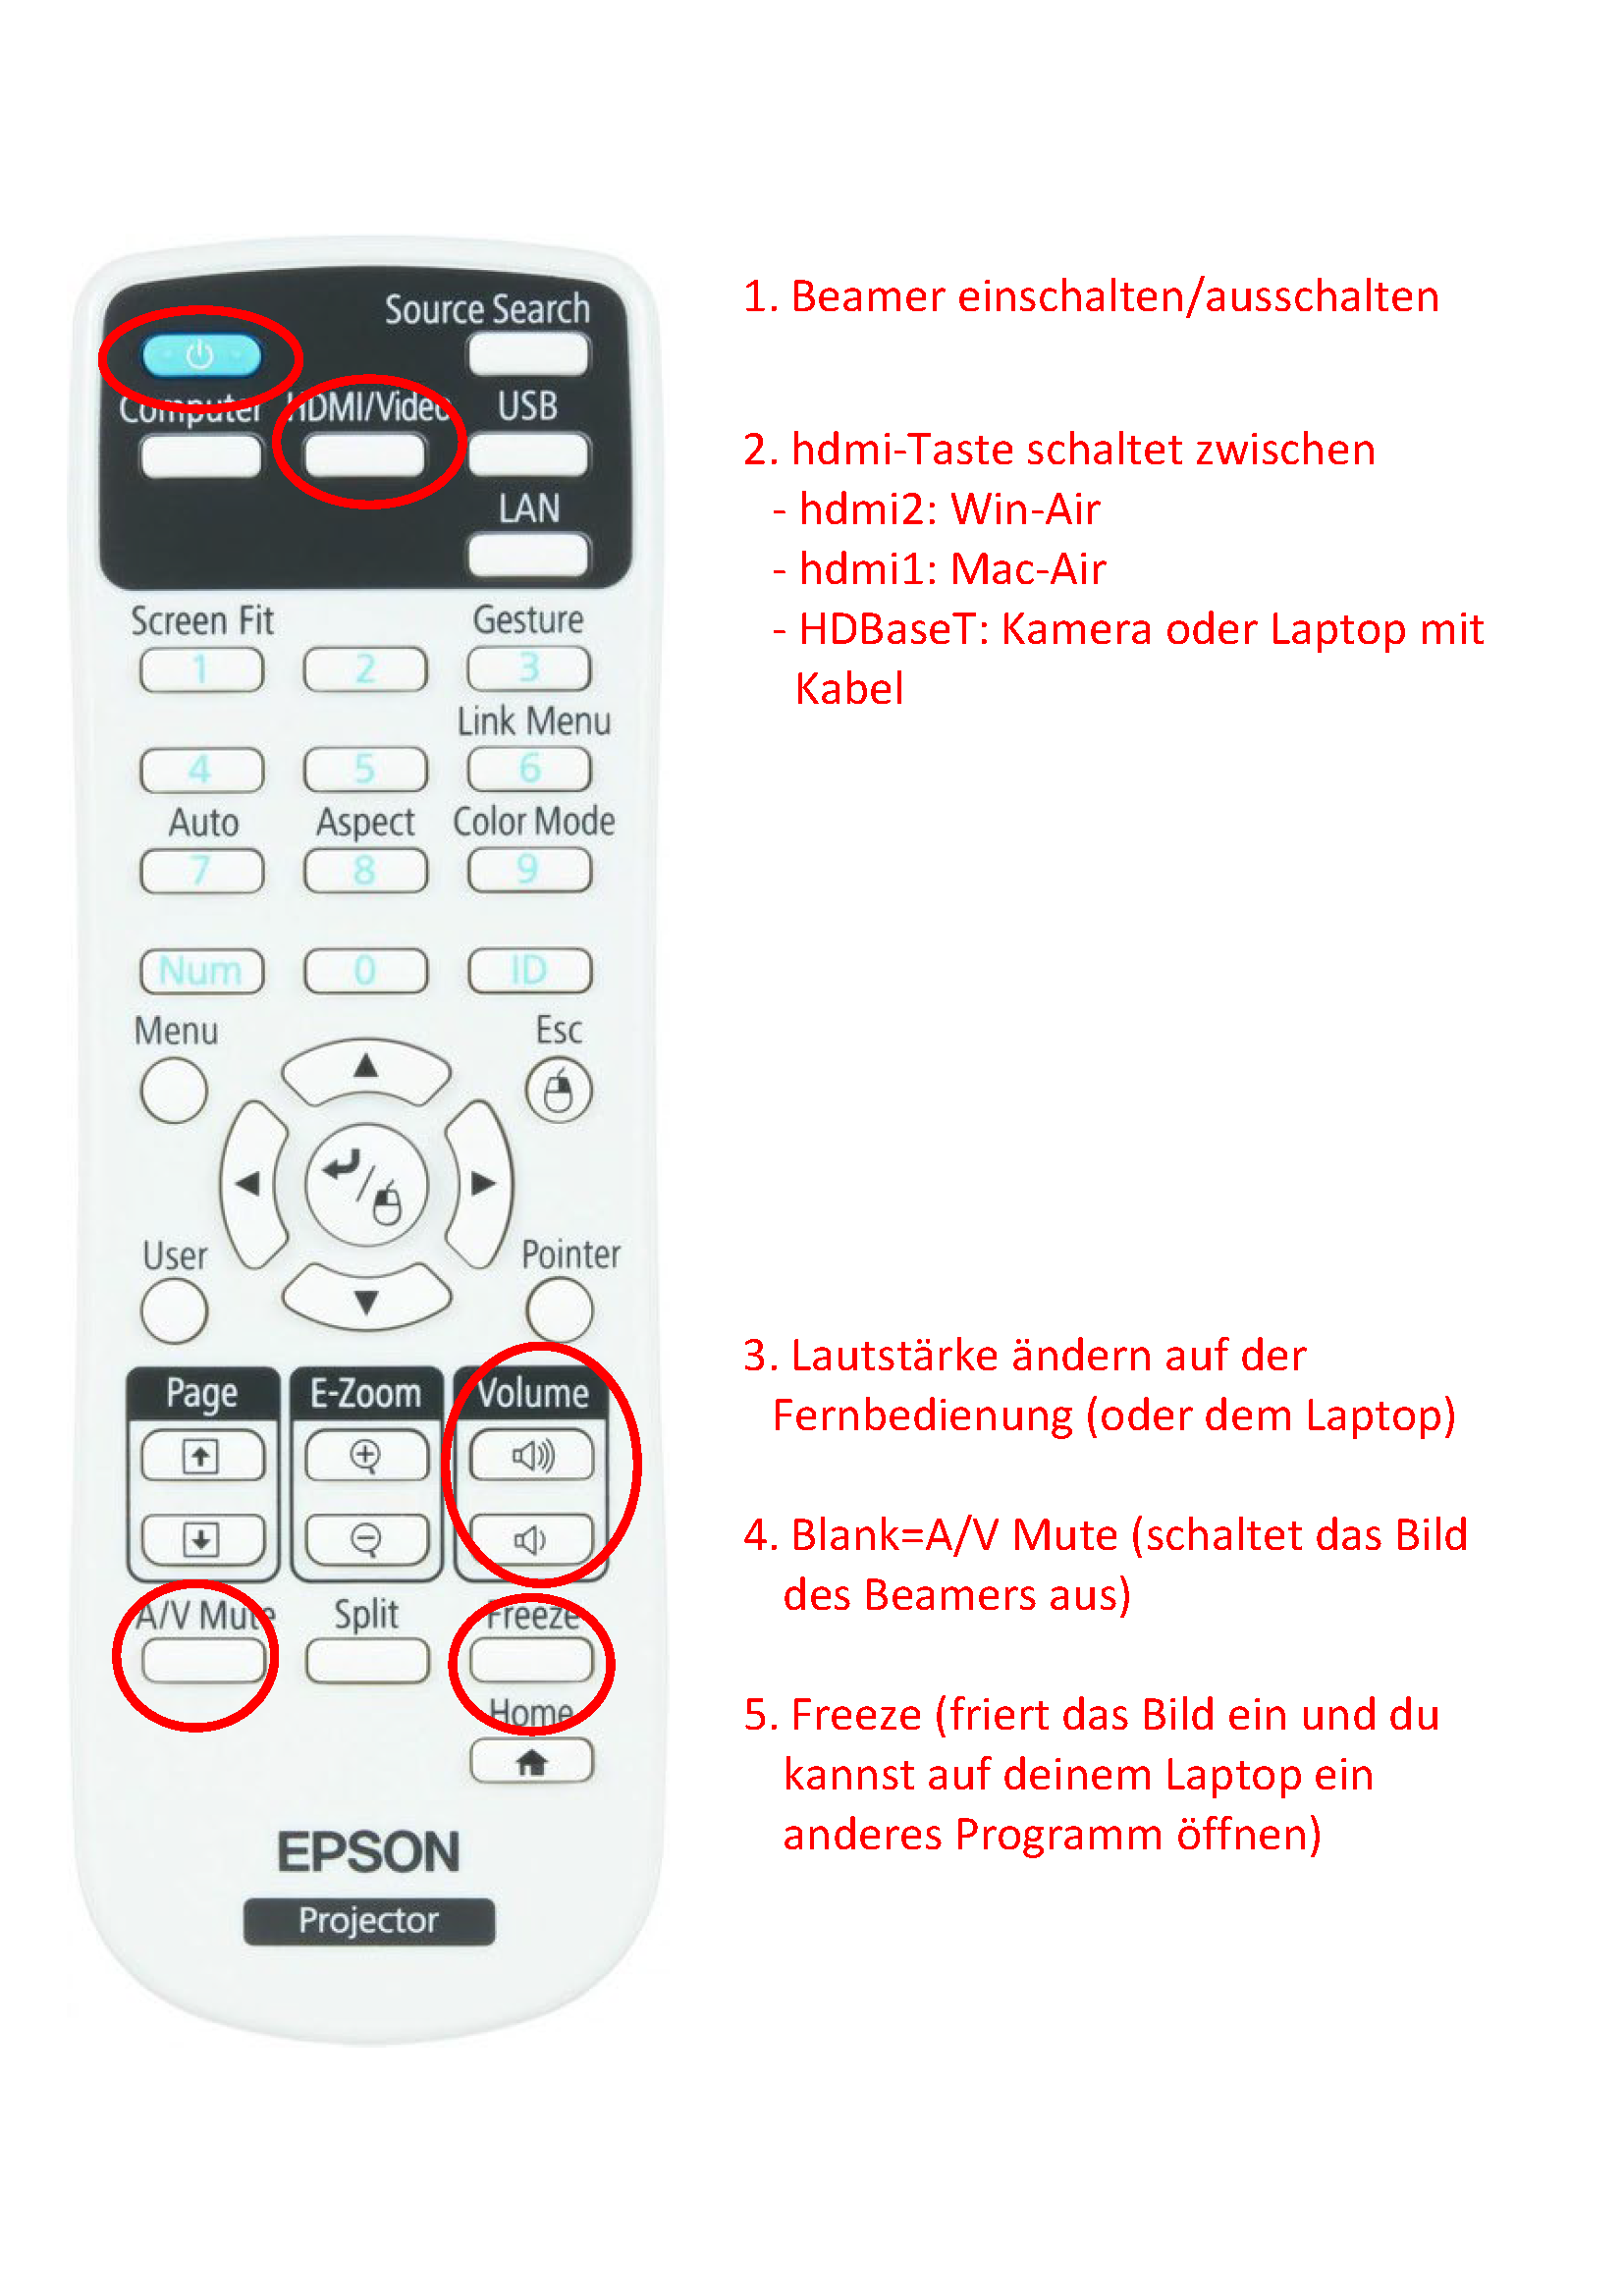 Source Search
Computer HDMI/Video USB
LAN
Screen Fit Gesture
1 2 3
Link Menu
4 5 6
Auto Aspect Color Mode
7 8 9
Num 0 ID
Menu Esc
User Pointer
Page E-Zoom Volume
A/V Mute Split Freeze
Home
EPSON
Projector
1. Beamer einschalten/ausschalten
2. hdmi-Taste schaltet zwischen
- hdmi2: Win-Air
- hdmi1: Mac-Air
- HDBaseT: Kamera oder Laptop mit
Kabel
3. Lautstärke ändern auf der
Fernbedienung (oder dem Laptop)
4. Blank=A/V Mute (schaltet das Bild
des Beamers aus)
5. Freeze (friert das Bild ein und du
kannst auf deinem Laptop ein
anderes Programm öffnen)